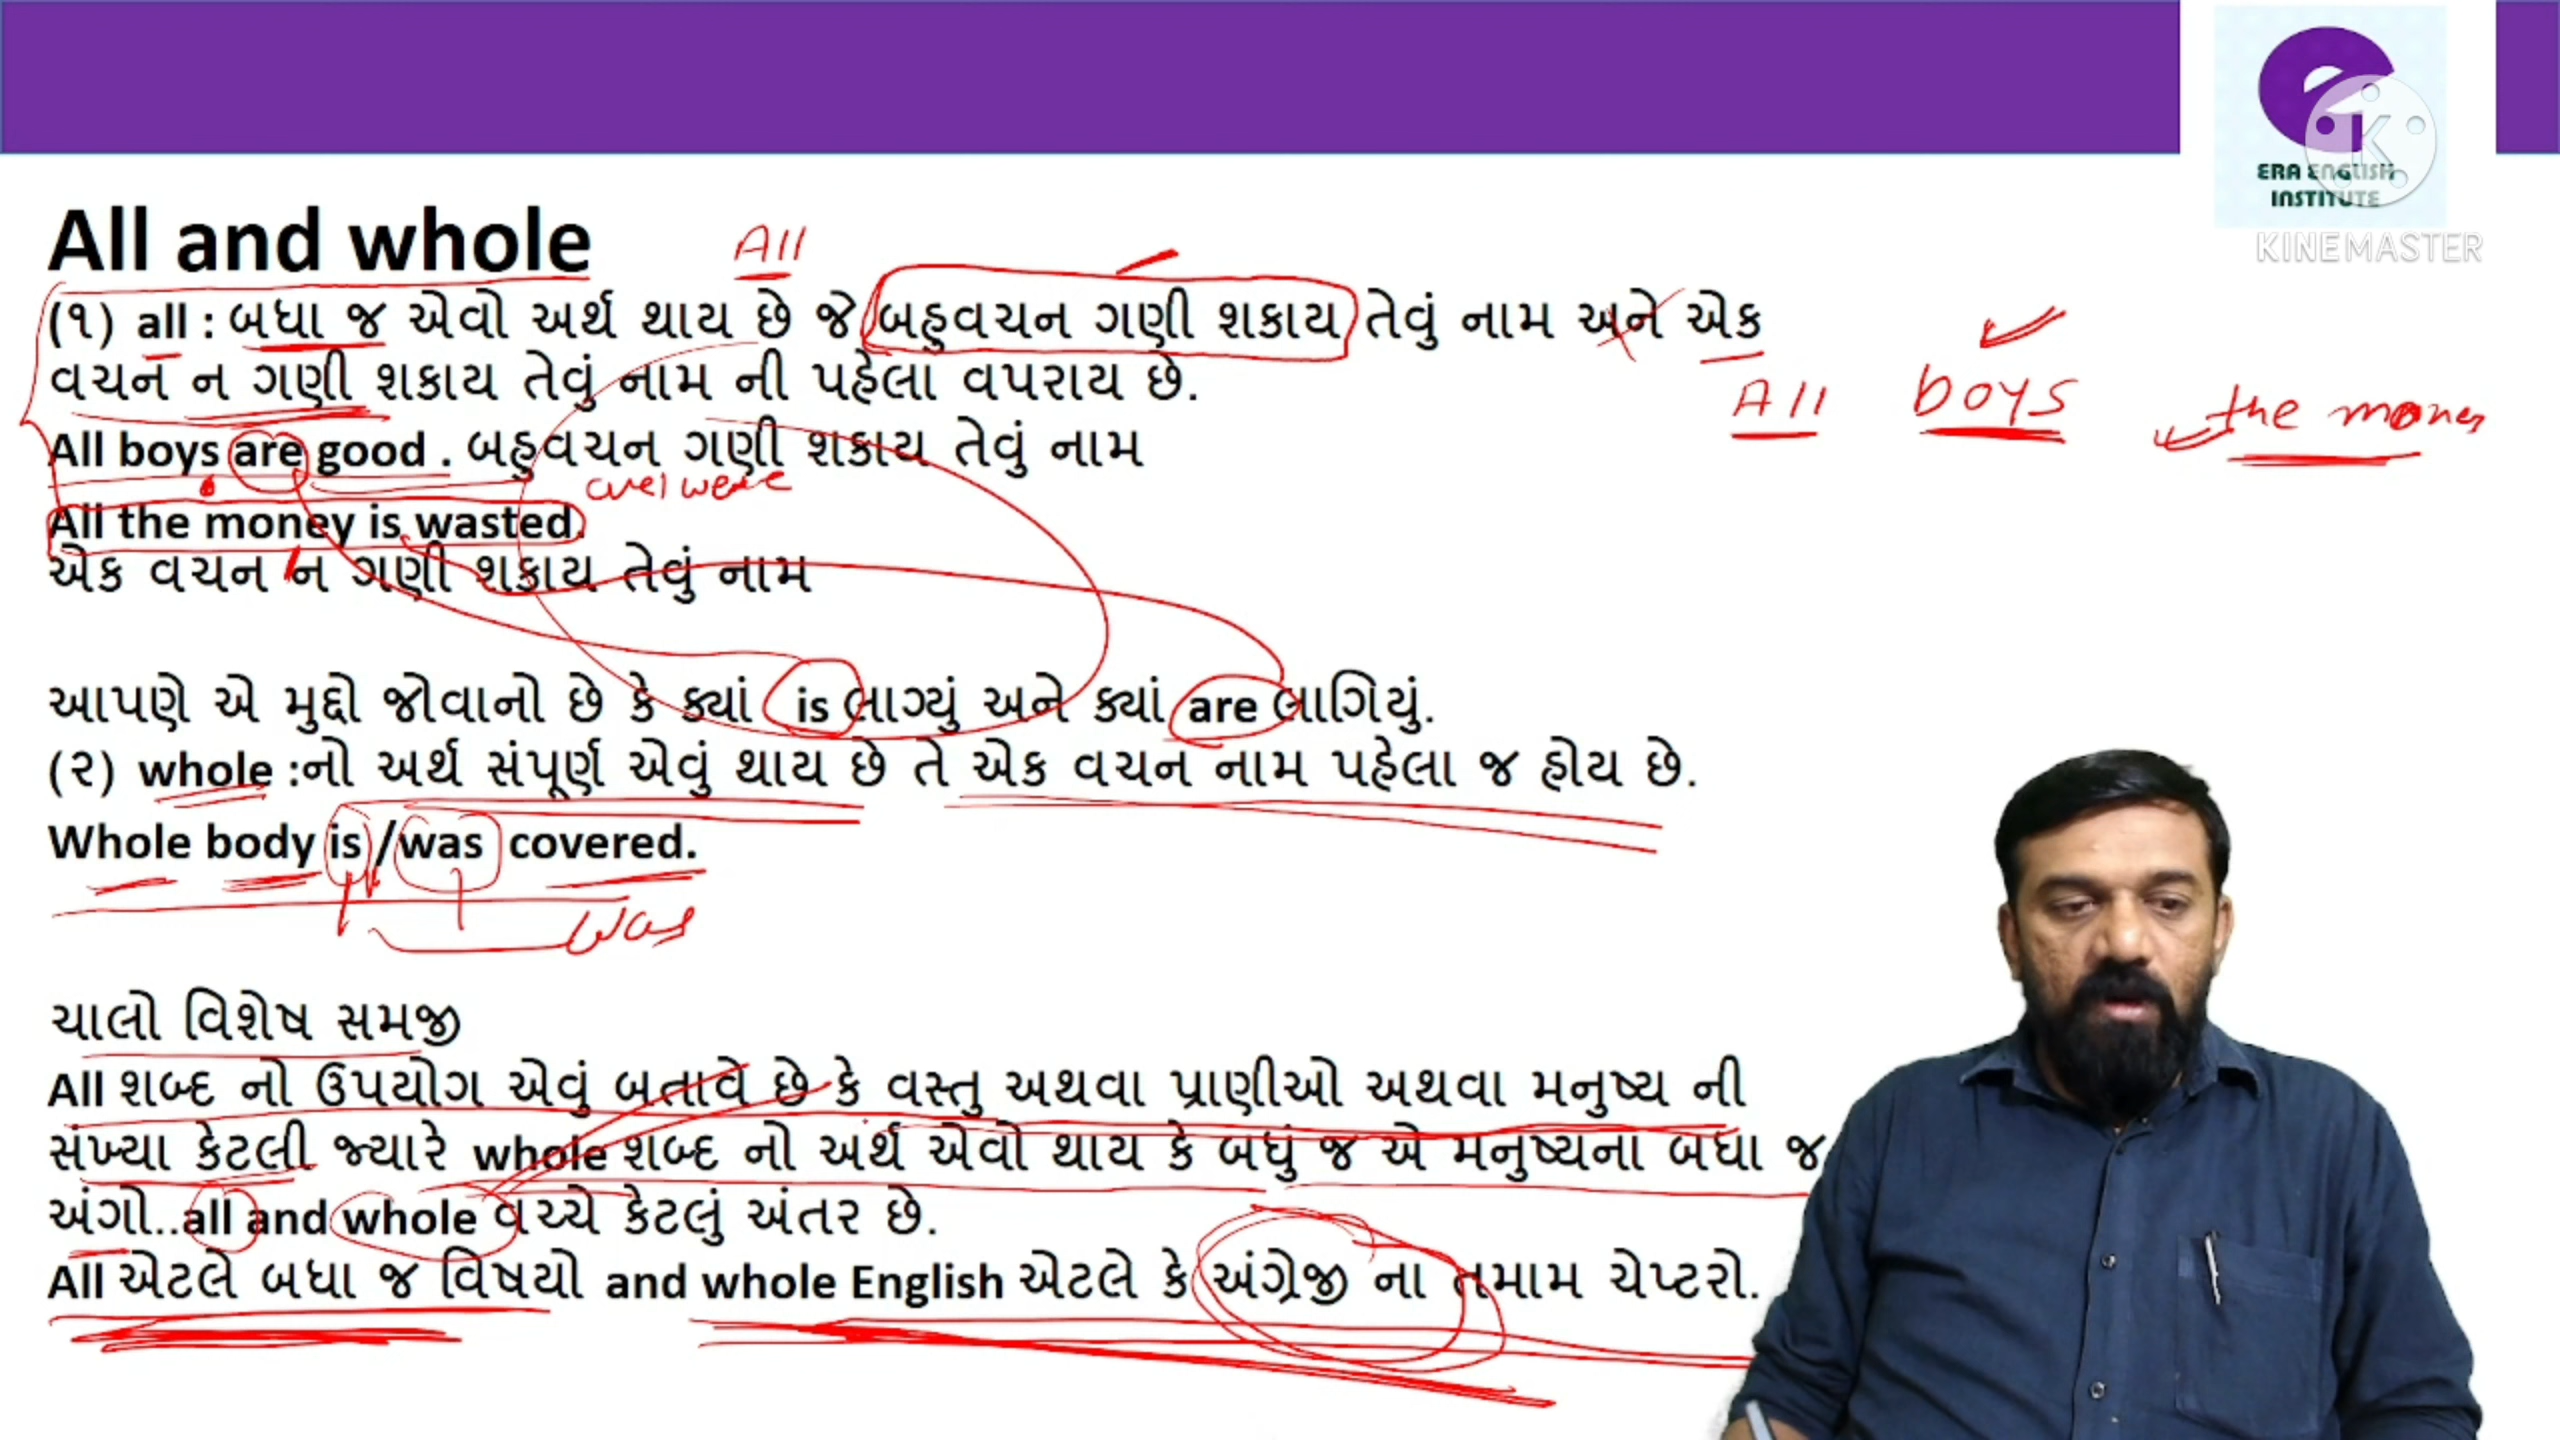 ERA ENGLISH
INSTITUTE
KINEMASTER
All and whole
All
(૧) all : બધા જ એવો અર્થ થાય છે જે બહુવચન ગણી શકાય તેવું નામ અને એક
વચન ન ગણી શકાય તેવું નામ ની પહેલા વપરાય છે.
All boys the money
All boys are good . બહુવચન ગણી શકાય તેવું નામ
All the money is wasted.
એક વચન ન ગણી શકાય તેવું નામ
આપણે એ મુદ્દો જોવાનો છે કે ક્યાં is લાગ્યું અને ક્યાં are લાગિયું.
(૨) whole :નો અર્થ સંપૂર્ણ એવું થાય છે તે એક વચન નામ પહેલા જ હોય છે.
Whole body is /was covered.
was
ચાલો વિશેષ સમજી
All શબ્દ નો ઉપયોગ એવું બતાવે છે કે વસ્તુ અથવા પ્રાણીઓ અથવા મનુષ્ય ની
સંખ્યા કેટલી જ્યારે whole શબ્દ નો અર્થ એવો થાય કે બધું જ એ મનુષ્યના બધા જ
અંગો..all and whole વચ્ચે કેટલું અંતર છે.
All એટલે બધા જ વિષયો and whole English એટલે કે અંગ્રેજી ના તમામ ચેપ્ટરો.